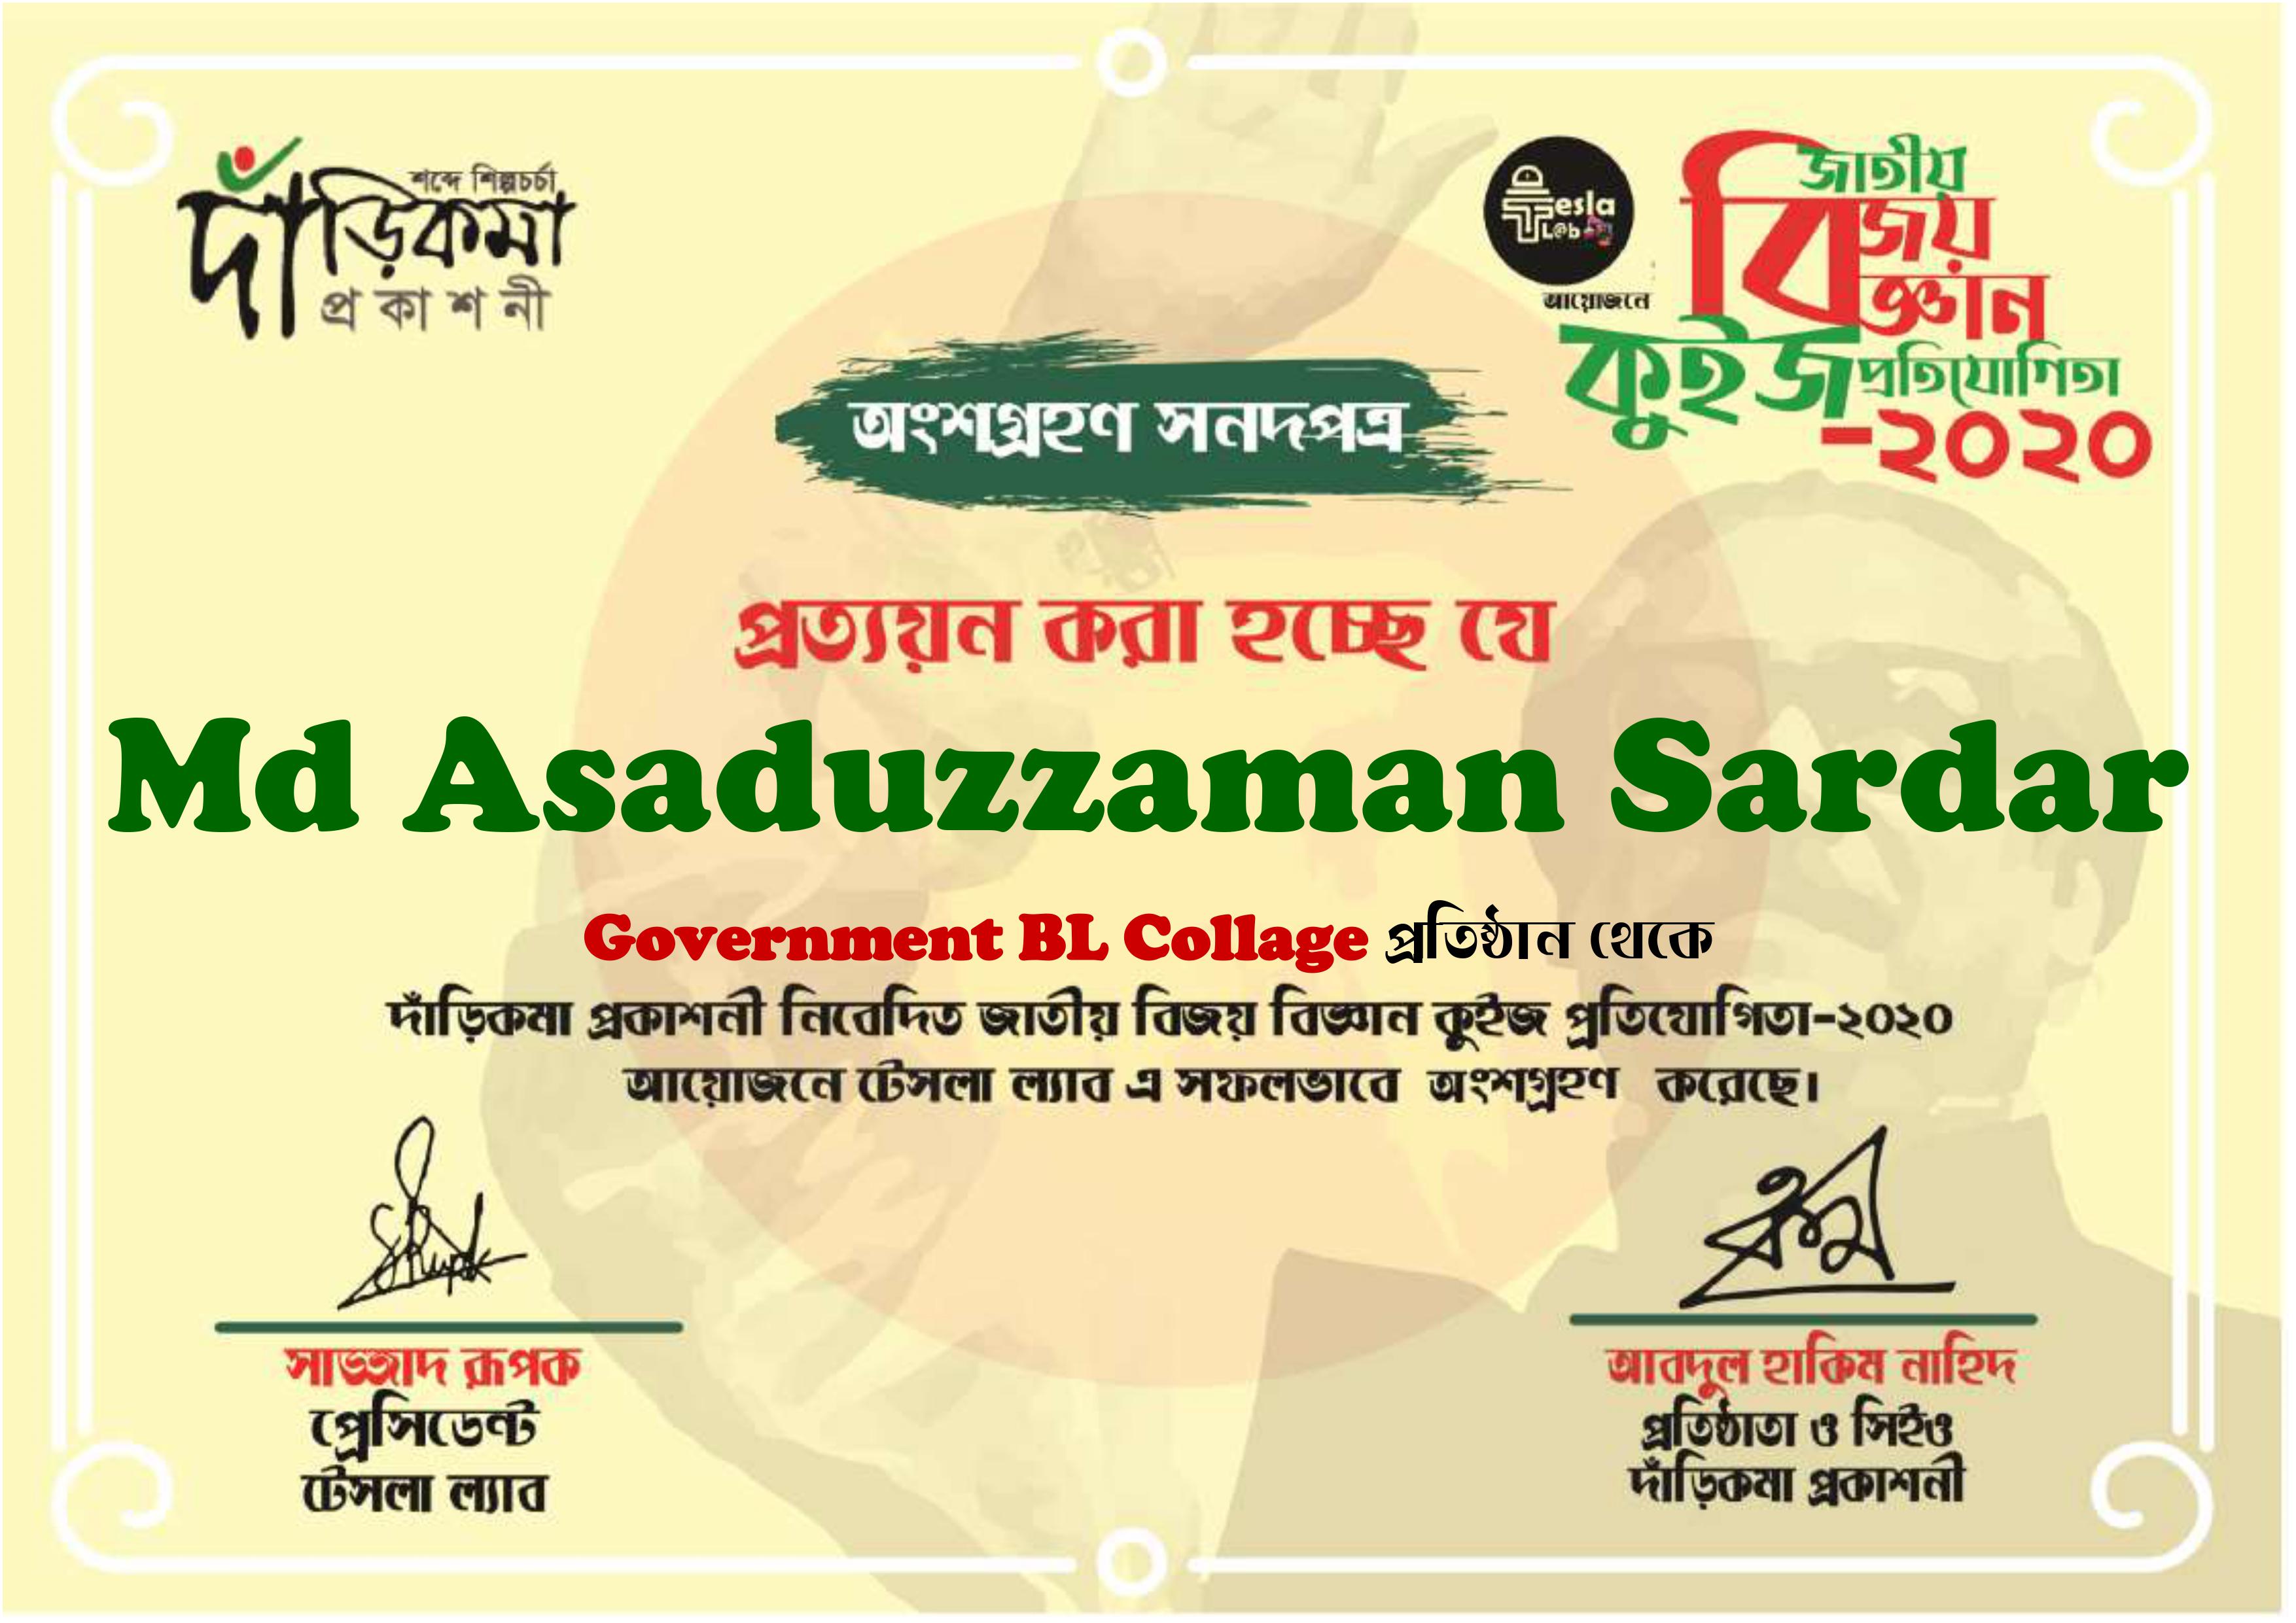 শব্দে শিল্পচর্চা
দাঁড়িকমা
প্রকাশনী
Tesla
L@b
আয়োজনে
জাতীয়
বিজয়
বিজ্ঞান
কুইজ প্রতিযোগিতা
-২০২০
অংশগ্রহণ সনদপত্র
প্রত্যয়ন করা হচ্ছে যে
Md Asaduzzaman Sardar
Government BL Collage প্রতিষ্ঠান থেকে
দাঁড়িকমা প্রকাশনী নিবেদিত জাতীয় বিজয় বিজ্ঞান কুইজ প্রতিযোগিতা-২০২০
আয়োজনে টেসলা ল্যাব এ সফলভাবে অংশগ্রহণ করেছে।
সাজ্জাদ রূপক
প্রেসিডেন্ট
টেসলা ল্যাব
আবদুল হাকিম নাহিদ
প্রতিষ্ঠাতা ও সিইও
দাঁড়িকমা প্রকাশনী